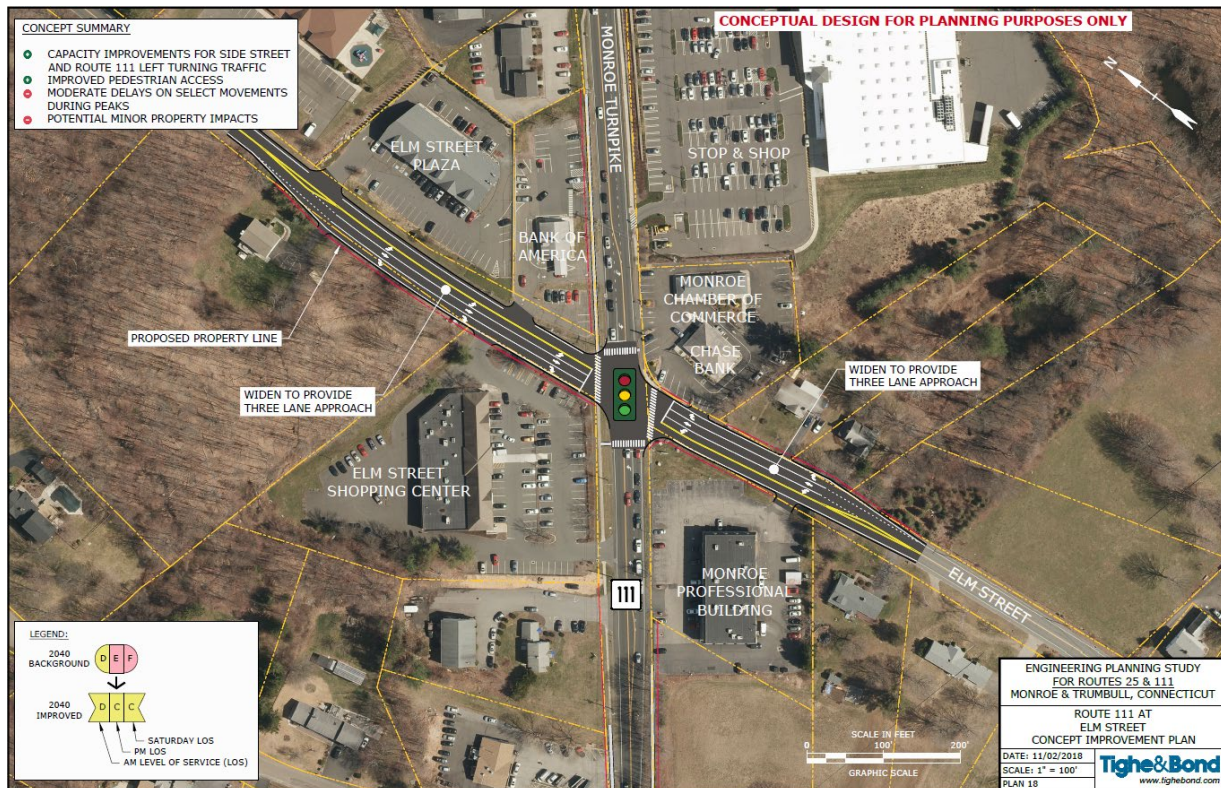 CONCEPTUAL DESIGN FOR PLANNING PURPOSES ONLY
CONCEPT SUMMARY
CAPACITY IMPROVEMENTS FOR SIDE STREET
AND ROUTE 111 LEFT TURNING TRAFFIC
IMPROVED PEDESTRIAN ACCESS
MODERATE DELAYS ON SELECT MOVEMENTS
DURING PEAKS
POTENTIAL MINOR PROPERTY IMPACTS
MONROE TURNPIKE
N
ELM STREET
PLAZA
STOP & SHOP
BANK OF
AMERICA
MONROE
CHAMBER OF
COMMERCE
CHASE
BANK
PROPOSED PROPERTY LINE
WIDEN TO PROVIDE
THREE LANE APPROACH
WIDEN TO PROVIDE
THREE LANE APPROACH
ELM STREET
SHOPPING CENTER
MONROE
PROFESSIONAL
BUILDING
111
ELM STREET
LEGEND:
2040
BACKGROUND
D E F
2040
IMPROVED
D C C
SATURDAY LOS
PM LOS
AM LEVEL OF SERVICE (LOS)
SCALE IN FEET
0 100' 200'
GRAPHIC SCALE
ENGINEERING PLANNING STUDY
FOR ROUTES 25 & 111
MONROE & TRUMBULL, CONNECTICUT
ROUTE 111 AT
ELM STREET
CONCEPT IMPROVEMENT PLAN
DATE: 11/02/2018
SCALE: 1" = 100'
PLAN 18
Tighe&Bond
www.tighebond.com